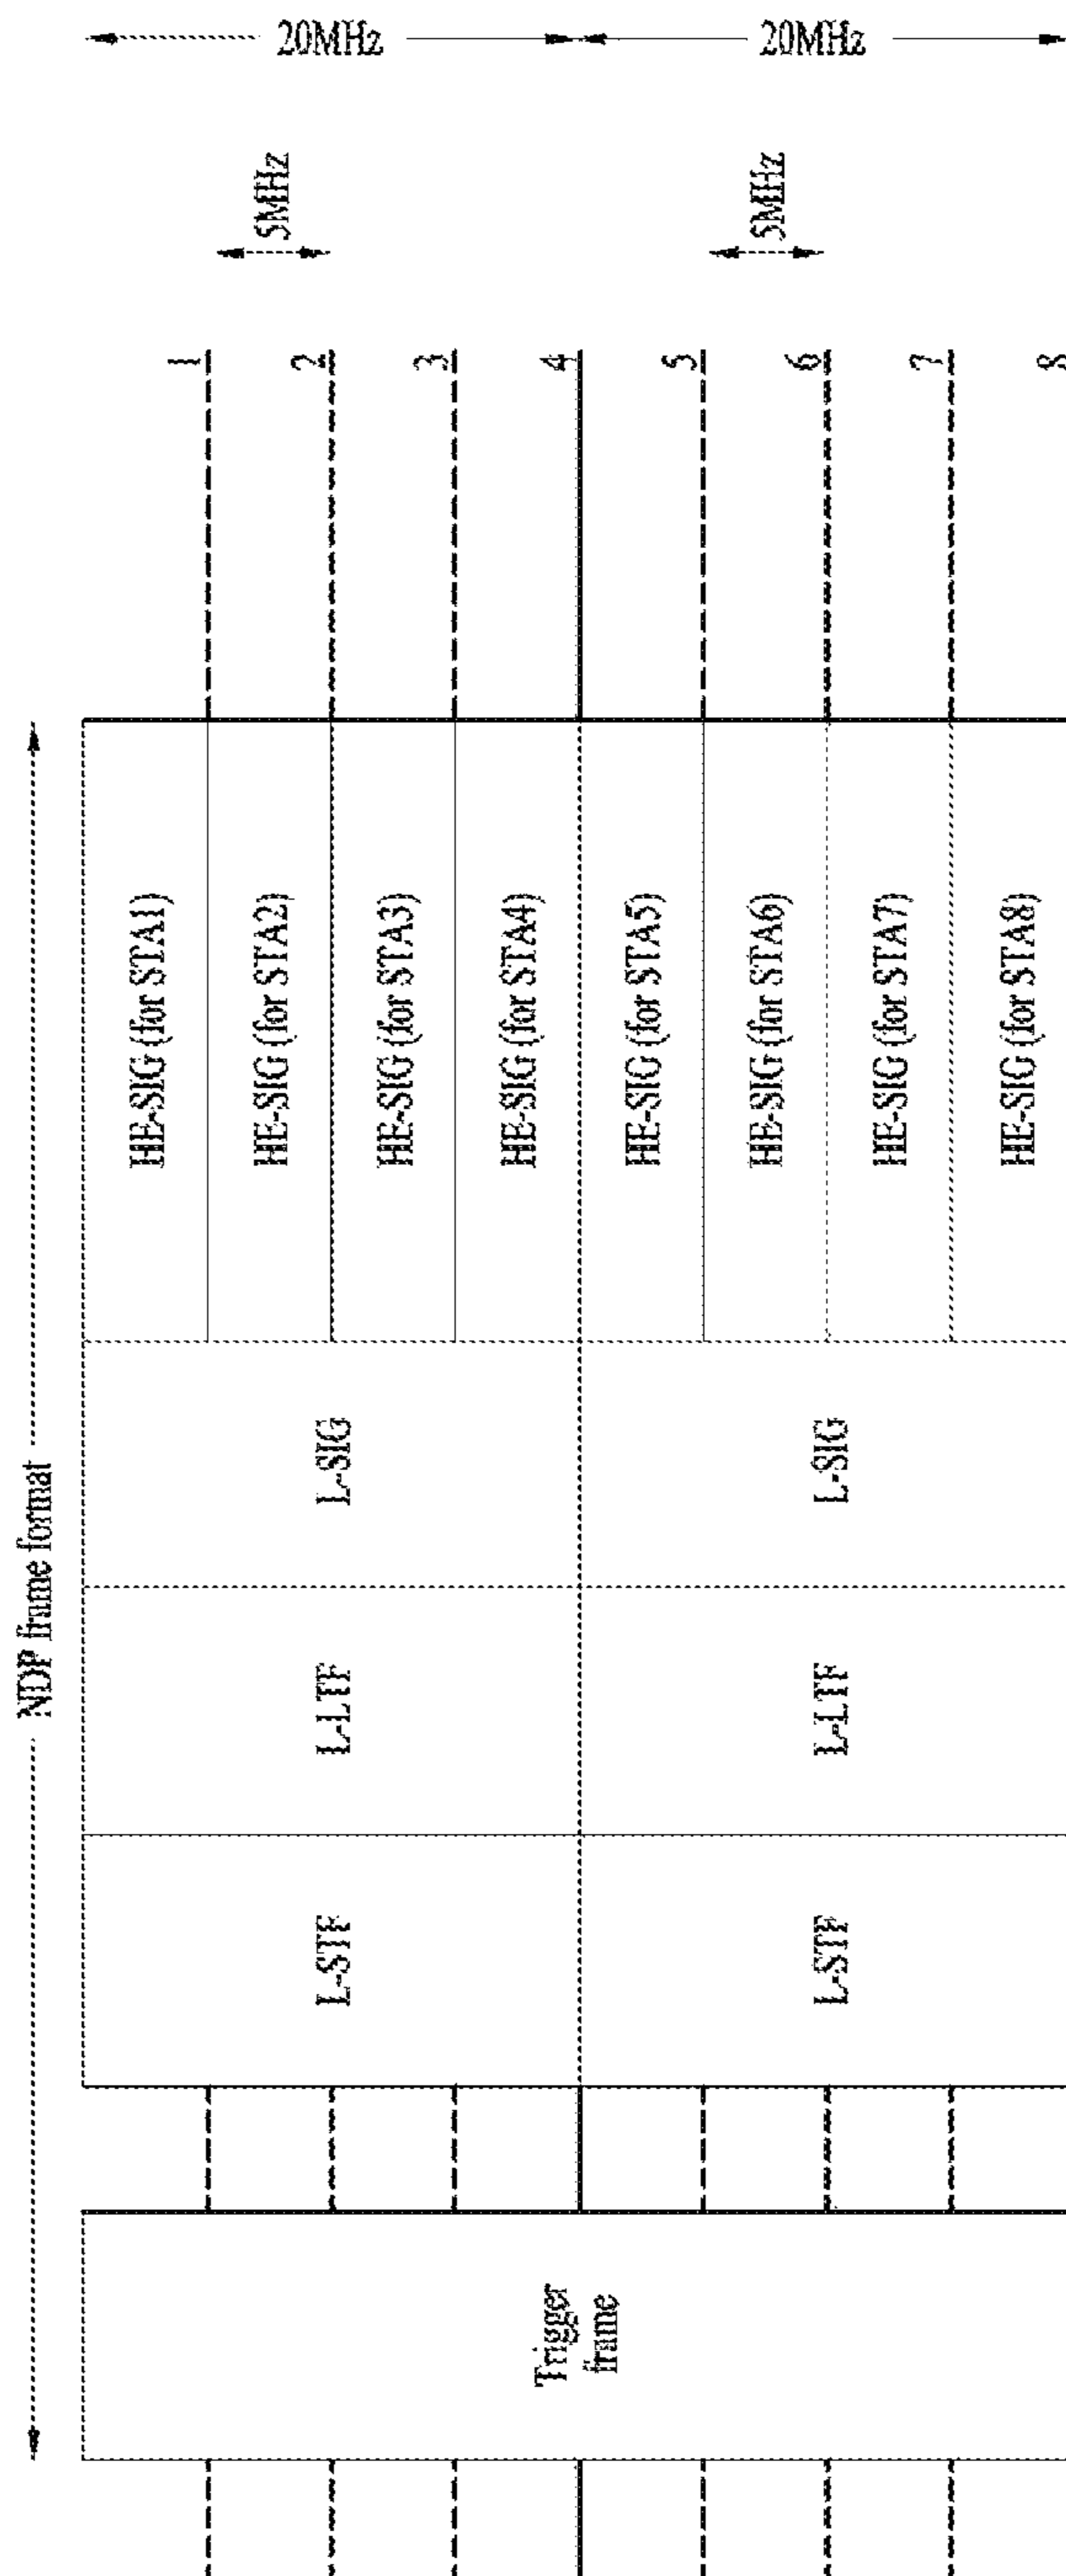 NDP frame format
Trigger
frame
L-STF
L-LTF
L-SIG
HE-SIG (for STA1)
HE-SIG (for STA2)
HE-SIG (for STA3)
HE-SIG (for STA4)
L-STF
L-LTF
L-SIG
HE-SIG (for STA5)
HE-SIG (for STA6)
HE-SIG (for STA7)
HE-SIG (for STA8)
1
2
3
4
5
6
7
8
5MHz
5MHz
20MHz
20MHz